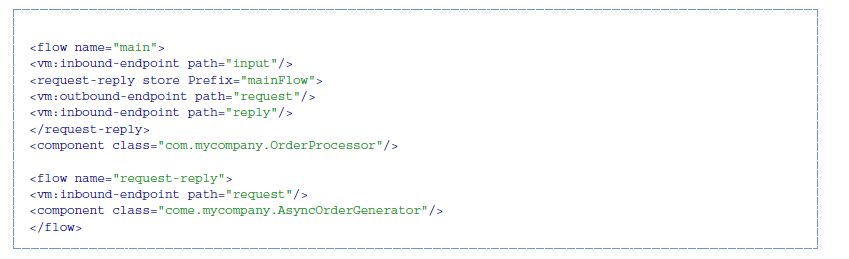 <flow name="main">
<vm:inbound-endpoint path="input"/>
<request-reply store Prefix="mainFlow">
<vm:outbound-endpoint path="request"/>
<vm:inbound-endpoint path="reply"/>
</request-reply>
<component class="com.mycompany.OrderProcessor"/>
<flow name="request-reply">
<vm:inbound-endpoint path="request"/>
<component class="come.mycompany.AsyncOrderGenerator"/>
</flow>